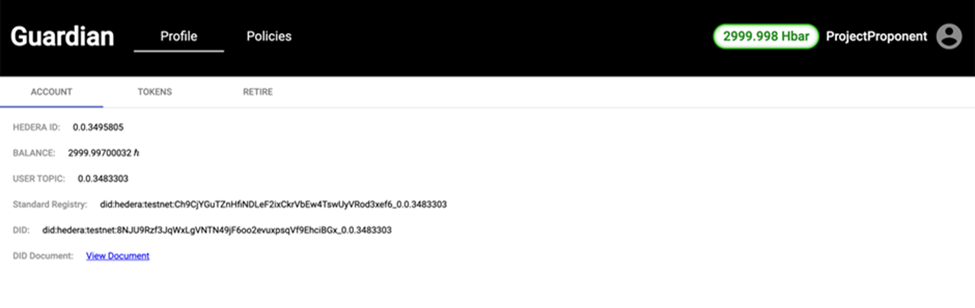 Guardian Profile Policies 2999.998 Hbar ProjectProponent
ACCOUNT TOKENS RETIRE
HEDERA ID: 0.0.3495805
BALANCE: 2999.99700032 ℏ
USER TOPIC: 0.0.3483303
Standard Registry: did:hedera:testnet:Ch9CjYGuTZnHfiNDLeF2ixCkrVbEw4TswUyVRod3xef6_0.0.3483303
DID: did:hedera:testnet:8NJU9Rzf3JqWxLgVNTN49jF6oo2evuxpsqVf9EhciBGx_0.0.3483303
DID Document: View Document